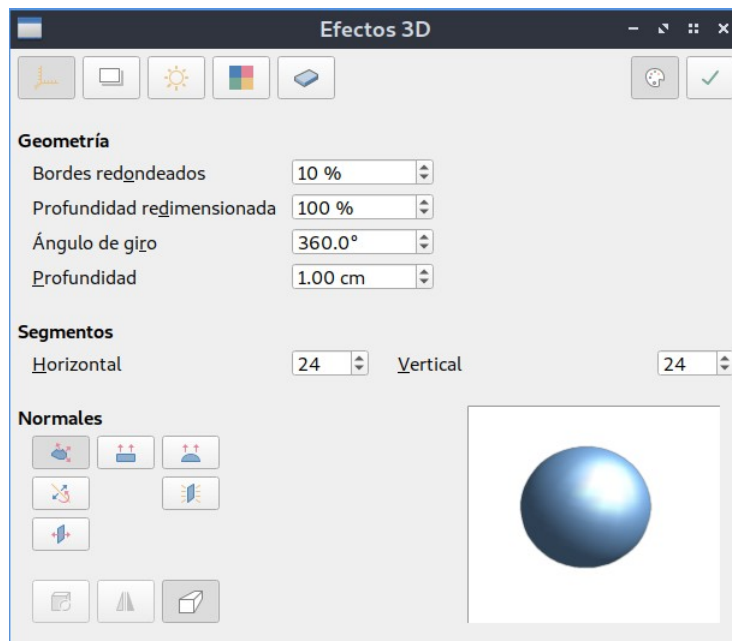 Efectos 3D
Geometría
Bordes redondeados 10 %
Profundidad redimensionada 100 %
Ángulo de giro 360.0°
Profundidad 1.00 cm
Segmentos
Horizontal 24 Vertical 24
Normales